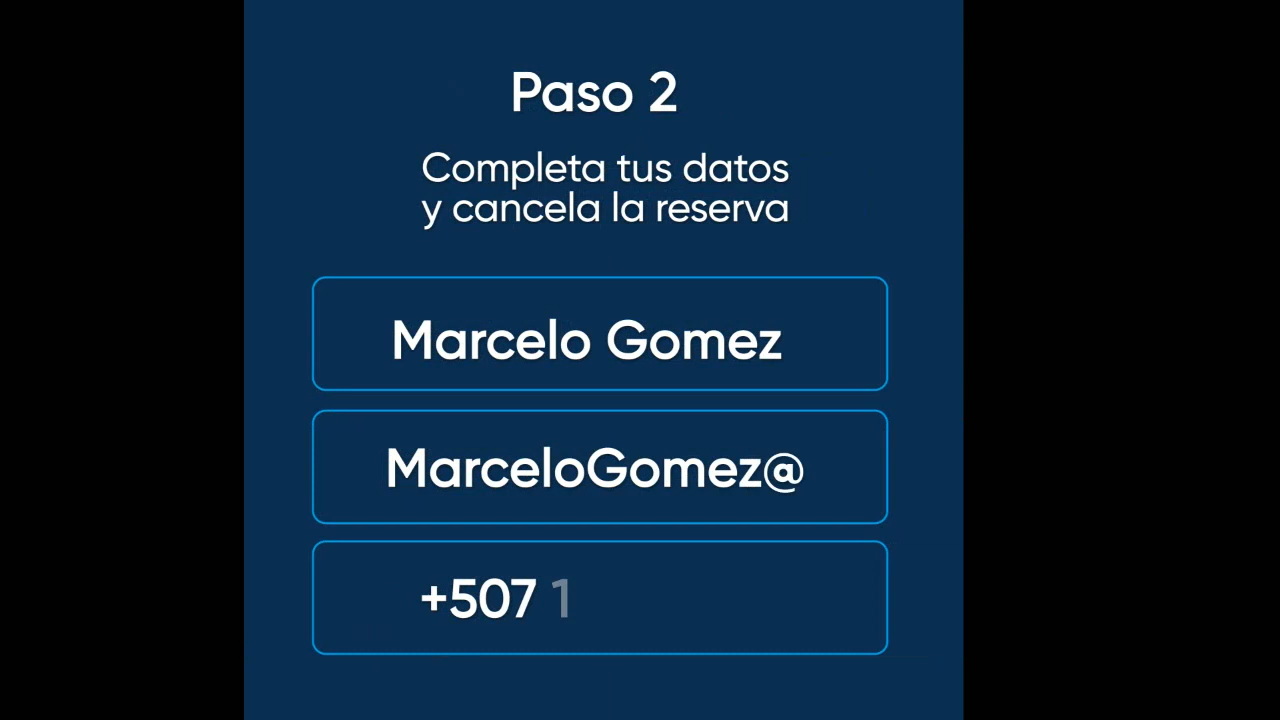 Paso 2
Completa tus datos
y cancela la reserva
Marcelo Gomez
MarceloGomez@
+507 1